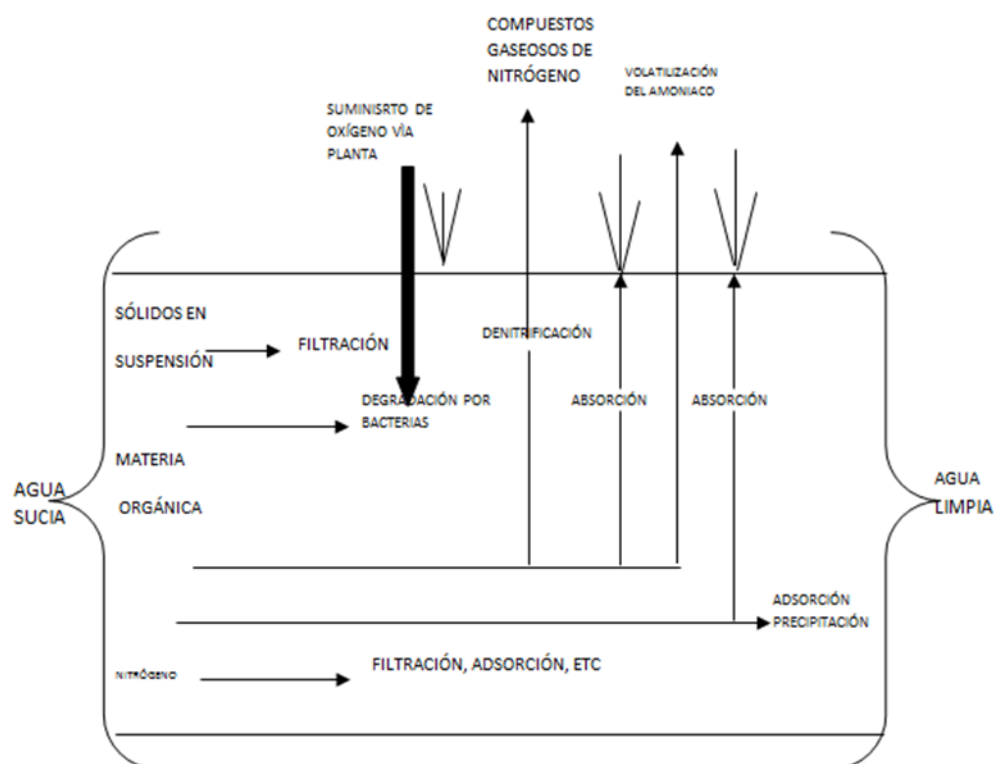 COMPUESTOS
GASEOSOS DE
NITRÓGENO
VOLATILIZACIÓN
DEL AMONIACO
SUMINISRTO DE
OXÍGENO VÌA
PLANTA
SÓLIDOS EN
SUSPENSIÓN
FILTRACIÓN
DENITRIFICACIÓN
DEGRADACIÓN POR
BACTERIAS
ABSORCIÓN
ABSORCIÓN
MATERIA
ORGÁNICA
AGUA
SUCIA
AGUA
LIMPIA
ADSORCIÓN
PRECIPITACIÓN
NITRÓGENO
FILTRACIÓN, ADSORCIÓN, ETC